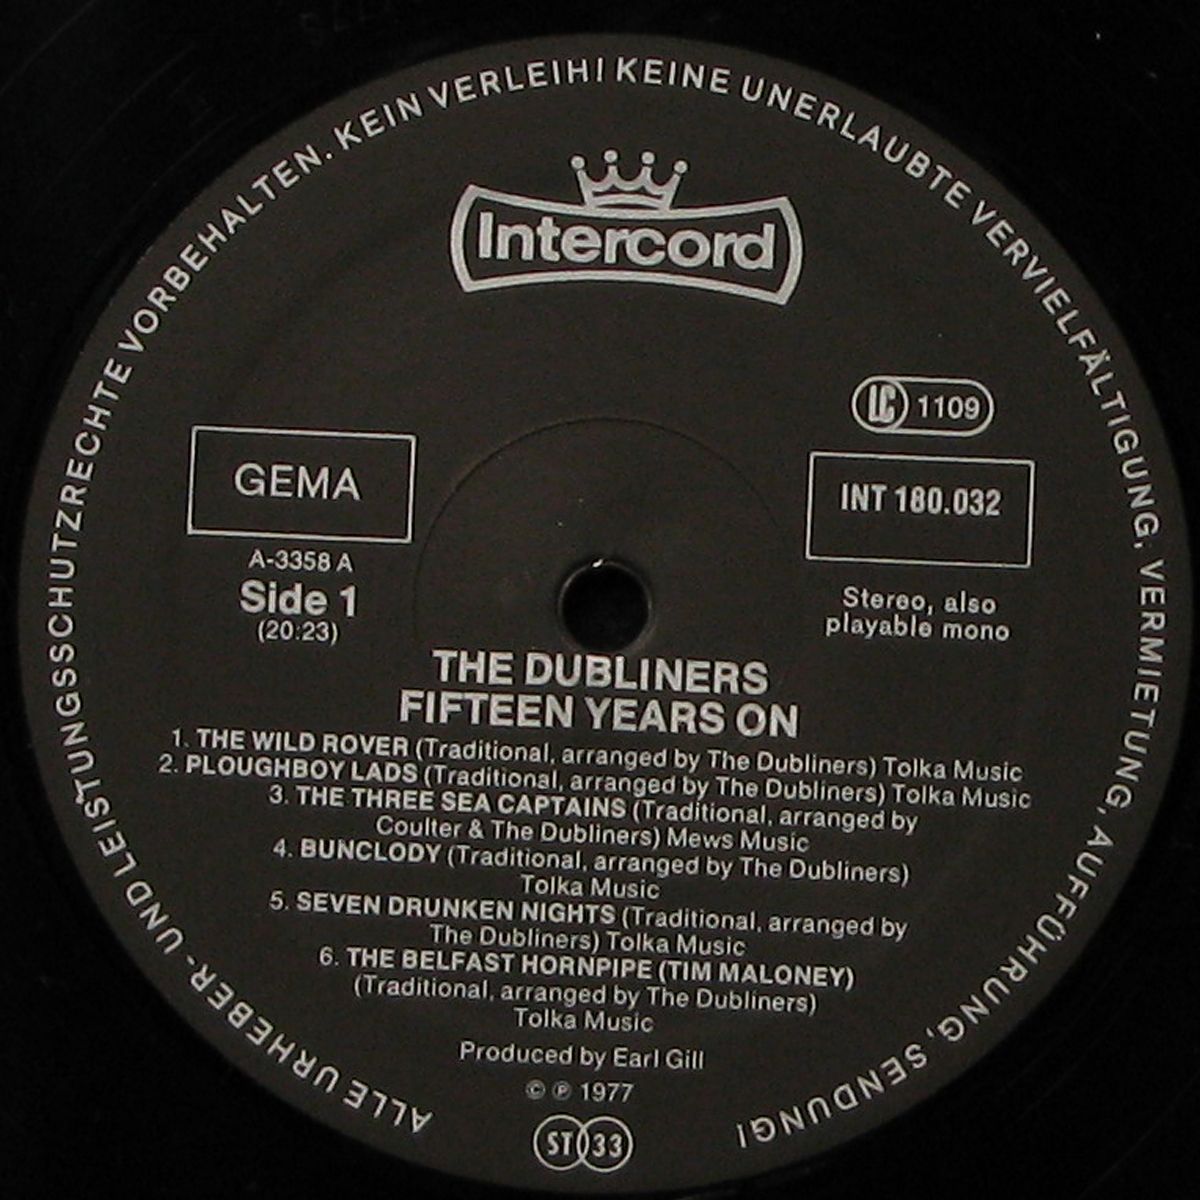 ALLE URHEBER- UND LEISTUNGSSCHUTZRECHTE VORBEHALTEN. KEIN VERLEIH! KEINE UNERLAUBTE VERVIELFÄLTIGUNG, VERMIETUNG, AUFFÜHRUNG, SENDUNG!
Intercord
LC 1109
GEMA
INT 180.032
A-3358 A
Side 1
(20:23)
Stereo, also
playable mono
THE DUBLINERS
FIFTEEN YEARS ON
1. THE WILD ROVER (Traditional, arranged by The Dubliners) Tolka Music
2. PLOUGHBOY LADS (Traditional, arranged by The Dubliners) Tolka Music
3. THE THREE SEA CAPTAINS (Traditional, arranged by
Coulter & The Dubliners) Mews Music
4. BUNCLODY (Traditional, arranged by The Dubliners)
Tolka Music
5. SEVEN DRUNKEN NIGHTS (Traditional, arranged by
The Dubliners) Tolka Music
6. THE BELFAST HORNPIPE (TIM MALONEY)
(Traditional, arranged by The Dubliners)
Tolka Music
Produced by Earl Gill
© ℗ 1977
ST 33